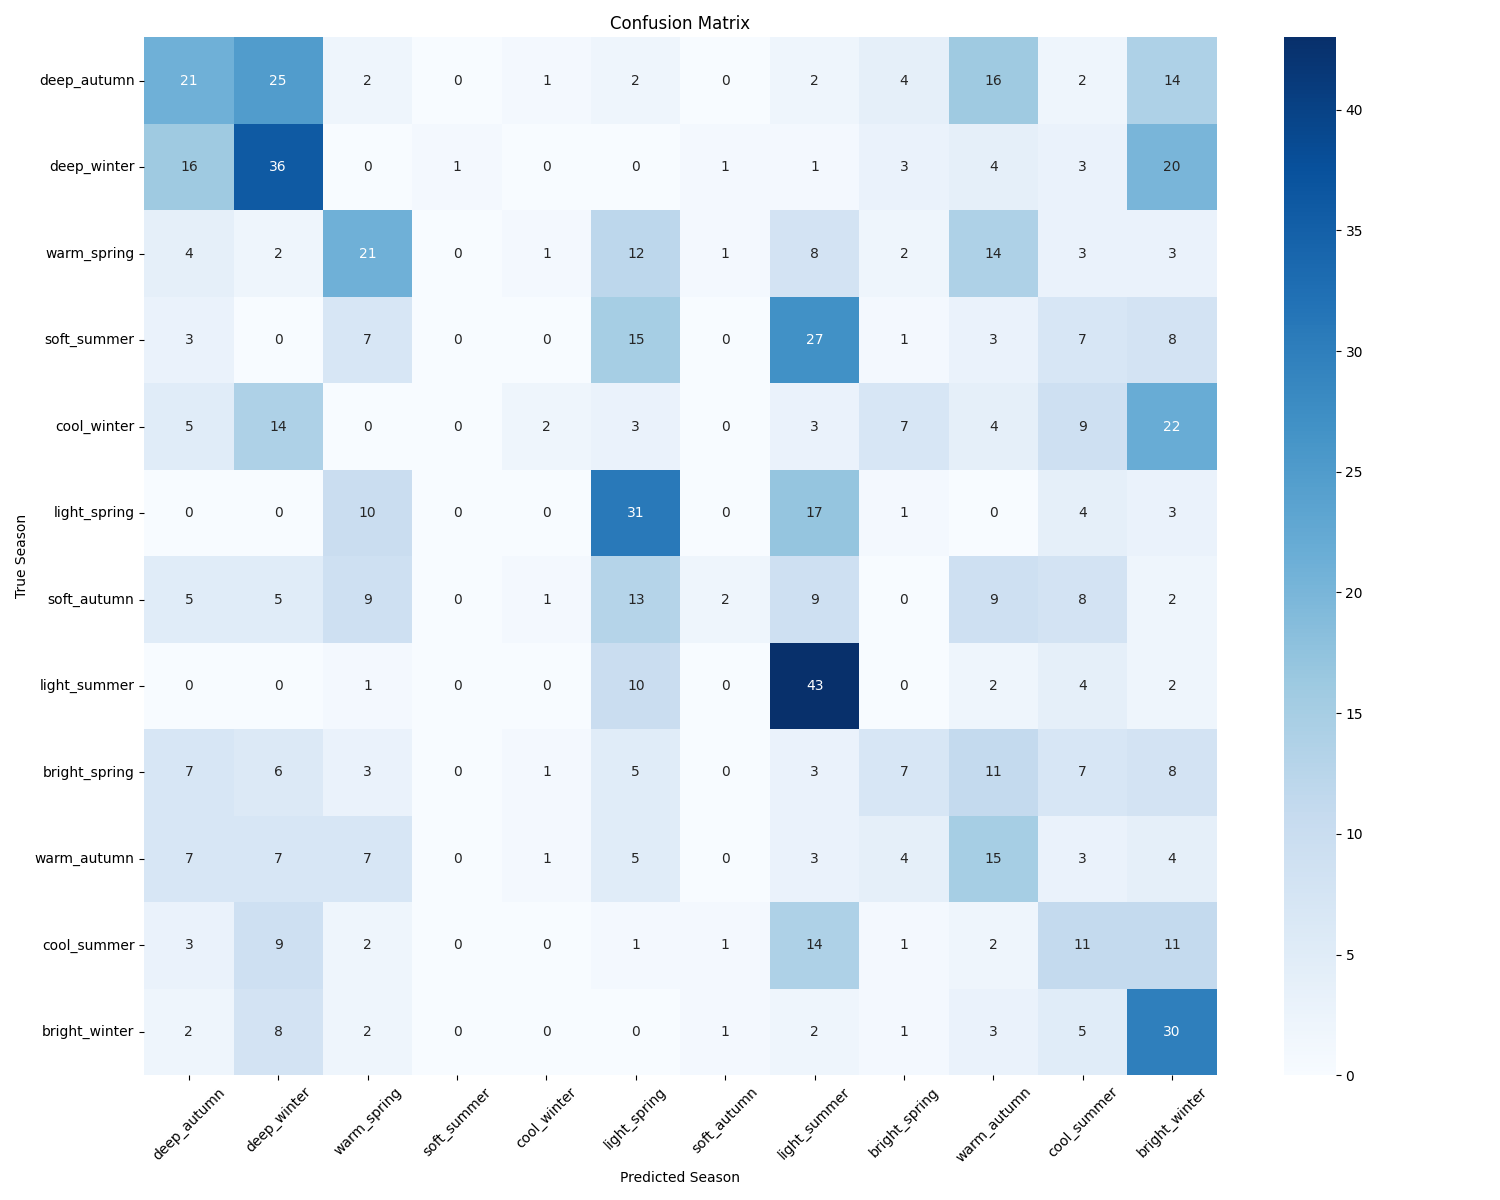 Confusion Matrix
True Season
deep_autumn 21 25 2 0 1 2 0 2 4 16 2 14
deep_winter 16 36 0 1 0 0 1 1 3 4 3 20
warm_spring 4 2 21 0 1 12 1 8 2 14 3 3
soft_summer 3 0 7 0 0 15 0 27 1 3 7 8
cool_winter 5 14 0 0 2 3 0 3 7 4 9 22
light_spring 0 0 10 0 0 31 0 17 1 0 4 3
soft_autumn 5 5 9 0 1 13 2 9 0 9 8 2
light_summer 0 0 1 0 0 10 0 43 0 2 4 2
bright_spring 7 6 3 0 1 5 0 3 7 11 7 8
warm_autumn 7 7 7 0 1 5 0 3 4 15 3 4
cool_summer 3 9 2 0 0 1 1 14 1 2 11 11
bright_winter 2 8 2 0 0 0 1 2 1 3 5 30
deep_autumn deep_winter warm_spring soft_summer cool_winter light_spring soft_autumn light_summer bright_spring warm_autumn cool_summer bright_winter
Predicted Season
40
35
30
25
20
15
10
5
0